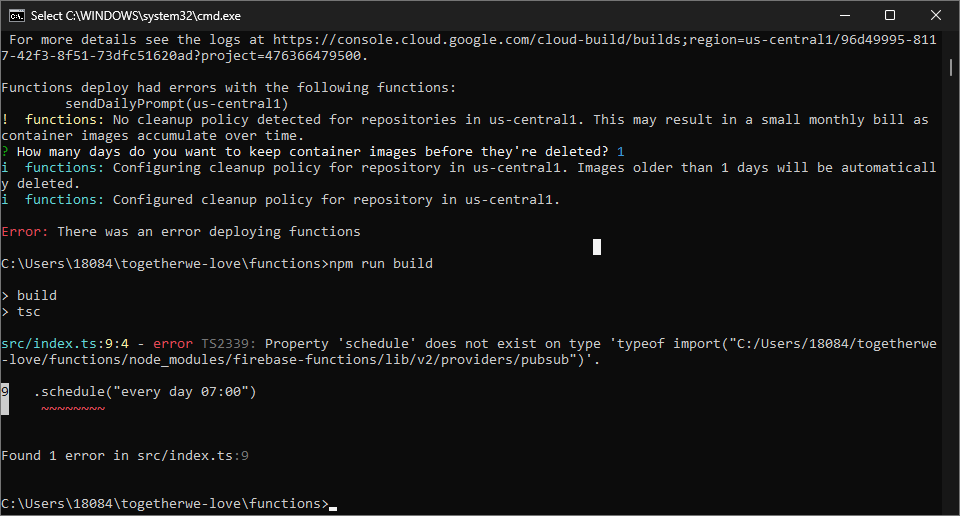 Select C:\WINDOWS\system32\cmd.exe
For more details see the logs at https://console.cloud.google.com/cloud-build/builds;region=us-central1/96d49995-811
7-42f3-8f51-73dfc51620ad?project=476366479500.
Functions deploy had errors with the following functions:
sendDailyPrompt(us-central1)
!  functions: No cleanup policy detected for repositories in us-central1. This may result in a small monthly bill as
container images accumulate over time.
? How many days do you want to keep container images before they're deleted? 1
i  functions: Configuring cleanup policy for repository in us-central1. Images older than 1 days will be automaticall
y deleted.
i  functions: Configured cleanup policy for repository in us-central1.
Error: There was an error deploying functions
C:\Users\18084\togetherwe-love\functions>npm run build
> build
> tsc
src/index.ts:9:4 - error TS2339: Property 'schedule' does not exist on type 'typeof import("C:/Users/18084/togetherwe
-love/functions/node_modules/firebase-functions/lib/v2/providers/pubsub")'.
9   .schedule("every day 07:00")
~~~~~~~~
Found 1 error in src/index.ts:9
C:\Users\18084\togetherwe-love\functions>